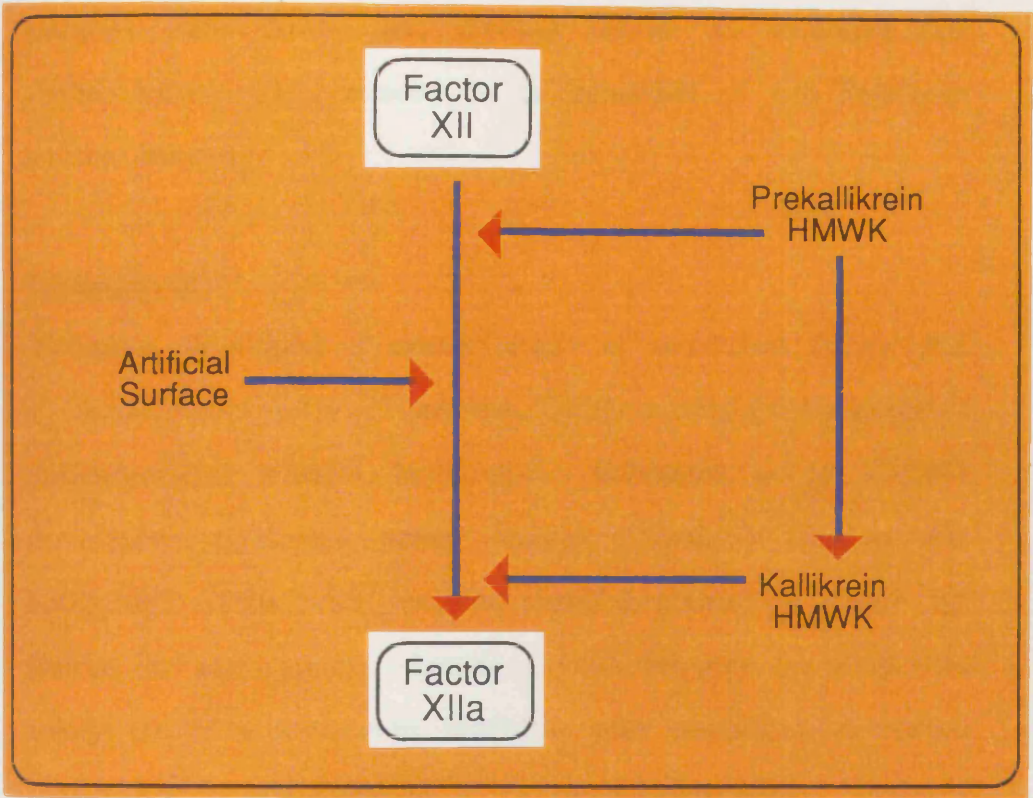 Factor
XII
Prekallikrein
HMWK
Artificial
Surface
Kallikrein
HMWK
Factor
XIIa